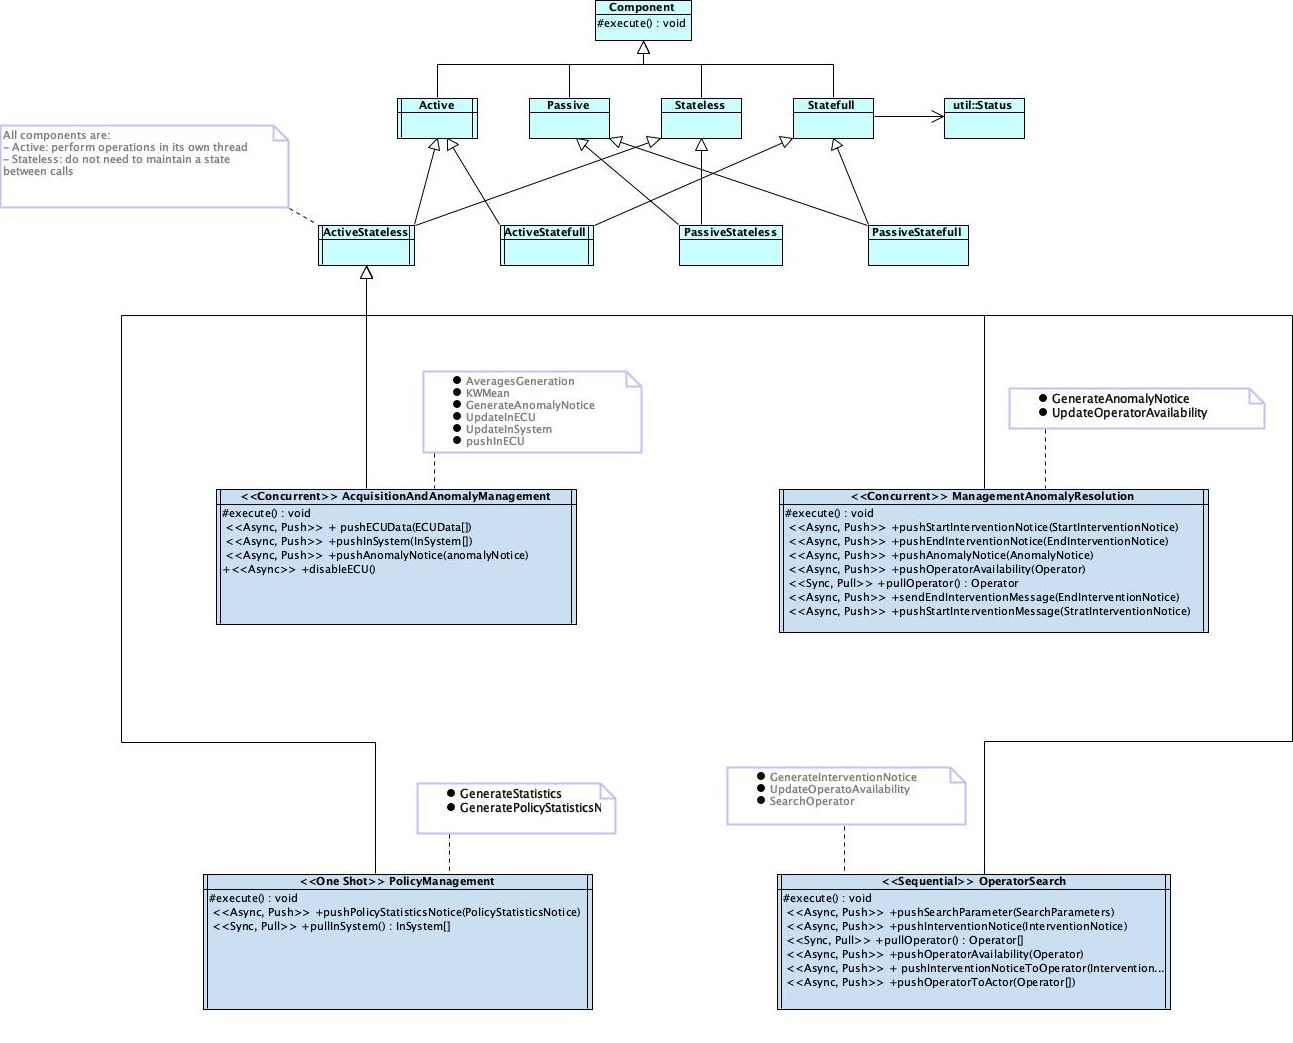 Component
#execute() : void
Active
Passive
Stateless
Statefull
util::Status
All components are:
- Active: perform operations in its own thread
- Stateless: do not need to maintain a state
between calls
ActiveStateless
ActiveStatefull
PassiveStateless
PassiveStatefull
● AveragesGeneration
● KWMean
● GenerateAnomalyNotice
● UpdateInECU
● UpdateInSystem
● pushInECU
● GenerateAnomalyNotice
● UpdateOperatorAvailability
<<Concurrent>> AcquisitionAndAnomalyManagement
#execute() : void
<<Async, Push>> + pushECUData(ECUData[])
<<Async, Push>> +pushInSystem(InSystem[])
<<Async, Push>> +pushAnomalyNotice(anomalyNotice)
+<<Async>> +disableECU()
<<Concurrent>> ManagementAnomalyResolution
#execute() : void
<<Async, Push>> +pushStartInterventionNotice(StartInterventionNotice)
<<Async, Push>> +pushEndInterventionNotice(EndInterventionNotice)
<<Async, Push>> +pushAnomalyNotice(AnomalyNotice)
<<Async, Push>> +pushOperatorAvailability(Operator)
<<Sync, Pull>> +pullOperator() : Operator
<<Async, Push>> +sendEndInterventionMessage(EndInterventionNotice)
<<Async, Push>> +pushStartInterventionMessage(StratInterventionNotice)
● GenerateStatistics
● GeneratePolicyStatisticsN
● GenerateInterventionNotice
● UpdateOperatoAvailability
● SearchOperator
<<One Shot>> PolicyManagement
#execute() : void
<<Async, Push>> +pushPolicyStatisticsNotice(PolicyStatisticsNotice)
<<Sync, Pull>> +pullInSystem() : InSystem[]
<<Sequential>> OperatorSearch
#execute() : void
<<Async, Push>> +pushSearchParameter(SearchParameters)
<<Async, Push>> +pushInterventionNotice(InterventionNotice)
<<Sync, Pull>> +pullOperator() : Operator[]
<<Async, Push>> +pushOperatorAvailability(Operator)
<<Async, Push>> + pushInterventionNoticeToOperator(Intervention...
<<Async, Push>> +pushOperatorToActor(Operator[])